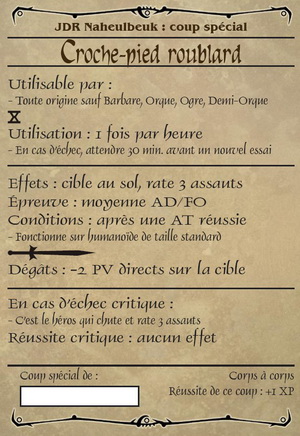 JDR Naheulbeuk : coup spécial
Croche-pied roublard
Utilisable par :
- Toute origine sauf Barbare, Orque, Ogre, Demi-Orque
Utilisation : 1 fois par heure
- En cas d'échec, attendre 30 min. avant un nouvel essai
Effets : cible au sol, rate 3 assauts
Épreuve : moyenne AD/FO
Conditions : après une AT réussie
- Fonctionne sur humanoïde de taille standard
Dégâts : -2 PV directs sur la cible
En cas d'échec critique :
- C'est le héros qui chute et rate 3 assauts
Réussite critique : aucun effet
Coup spécial de :
Corps à corps
Réussite de ce coup : +1 XP